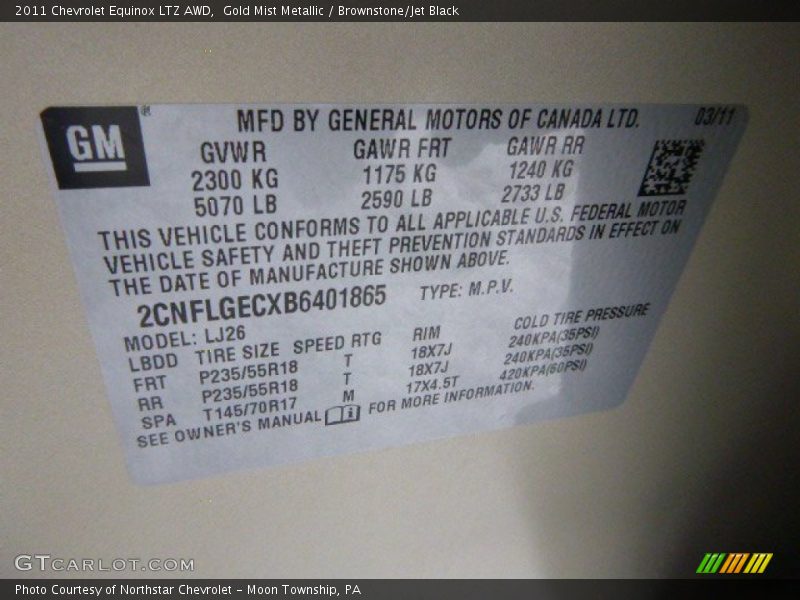 2011 Chevrolet Equinox LTZ AWD,  Gold Mist Metallic / Brownstone/Jet Black
GM®
MFD BY GENERAL MOTORS OF CANADA LTD. 03/11
GVWR GAWR FRT GAWR RR
2300 KG 1175 KG 1240 KG
5070 LB 2590 LB 2733 LB
THIS VEHICLE CONFORMS TO ALL APPLICABLE U.S. FEDERAL MOTOR
VEHICLE SAFETY AND THEFT PREVENTION STANDARDS IN EFFECT ON
THE DATE OF MANUFACTURE SHOWN ABOVE.
2CNFLGECXB6401865 TYPE: M.P.V.
MODEL: LJ26
LBDD TIRE SIZE SPEED RTG RIM COLD TIRE PRESSURE
FRT P235/55R18 T 18X7J 240KPA(35PSI)
RR P235/55R18 T 18X7J 240KPA(35PSI)
SPA T145/70R17 M 17X4.5T 420KPA(60PSI)
SEE OWNER'S MANUAL i FOR MORE INFORMATION.
GTCARLOT.COM
Photo Courtesy of Northstar Chevrolet - Moon Township, PA